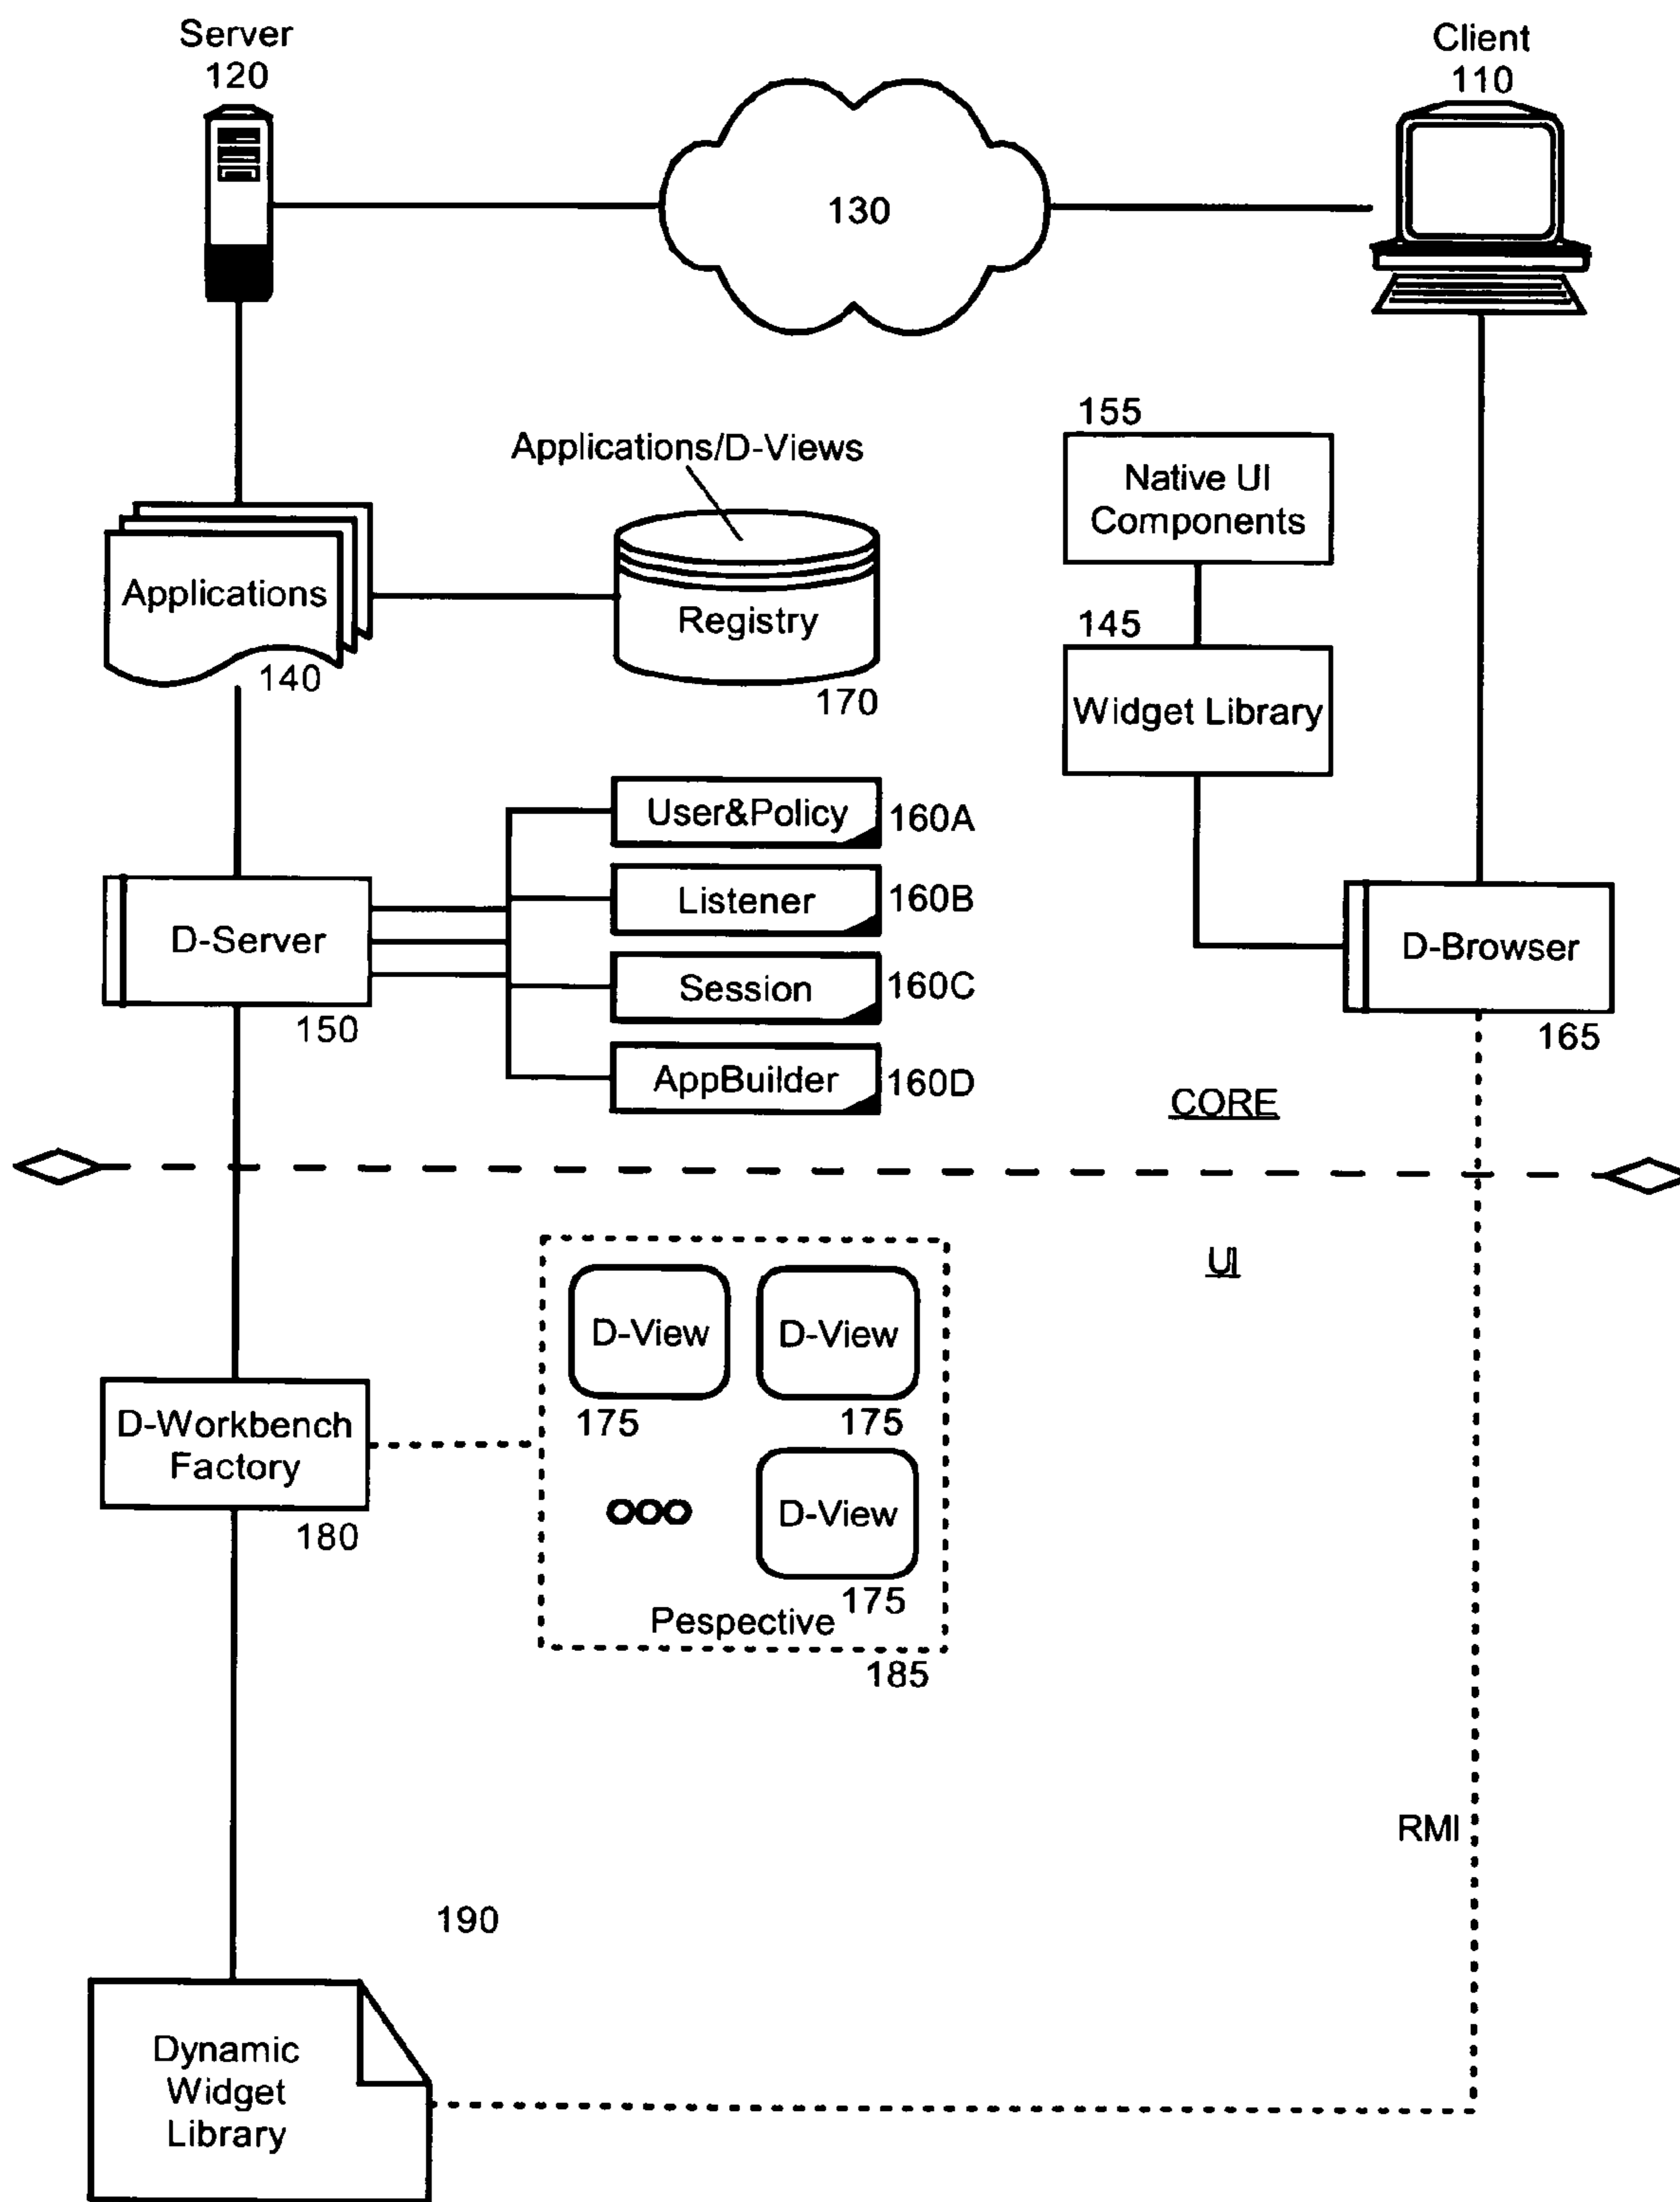 Server
120
Client
110
130
155
Native UI
Components
Applications/D-Views
Applications
140
Registry
170
145
Widget Library
User&Policy
160A
Listener
160B
D-Server
150
Session
160C
AppBuilder
160D
D-Browser
165
CORE
UI
D-View
175
D-View
175
D-Workbench
Factory
180
D-View
175
Pespective
185
RMI
190
Dynamic
Widget
Library